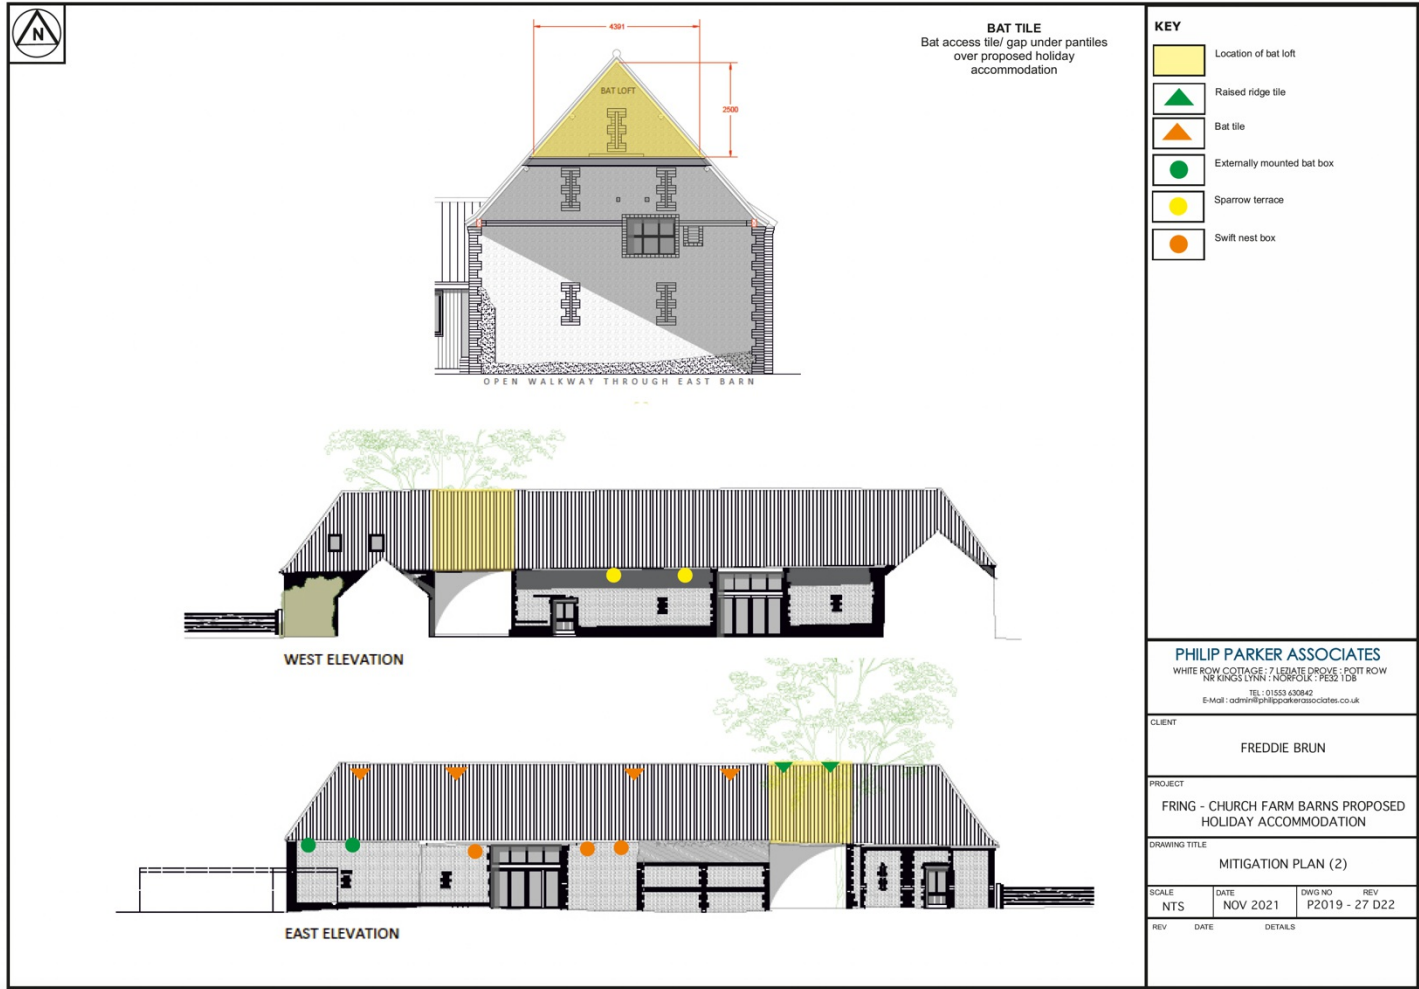 N
4391
BAT LOFT
2500
OPEN WALKWAY THROUGH EAST BARN
BAT TILE
Bat access tile/ gap under pantiles
over proposed holiday
accommodation
WEST ELEVATION
EAST ELEVATION
KEY
Location of bat loft
Raised ridge tile
Bat tile
Externally mounted bat box
Sparrow terrace
Swift nest box
PHILIP PARKER ASSOCIATES
WHITE ROW COTTAGE : 7 LEZIATE DROVE : POTT ROW
NR KINGS LYNN : NORFOLK : PE32 1DB
TEL : 01553 630842
E-Mail : admin@philipparkerassociates.co.uk
CLIENT
FREDDIE BRUN
PROJECT
FRING - CHURCH FARM BARNS PROPOSED
HOLIDAY ACCOMMODATION
DRAWING TITLE
MITIGATION PLAN (2)
SCALE DATE DWG NO REV
NTS NOV 2021 P2019 - 27 D22
REV DATE DETAILS